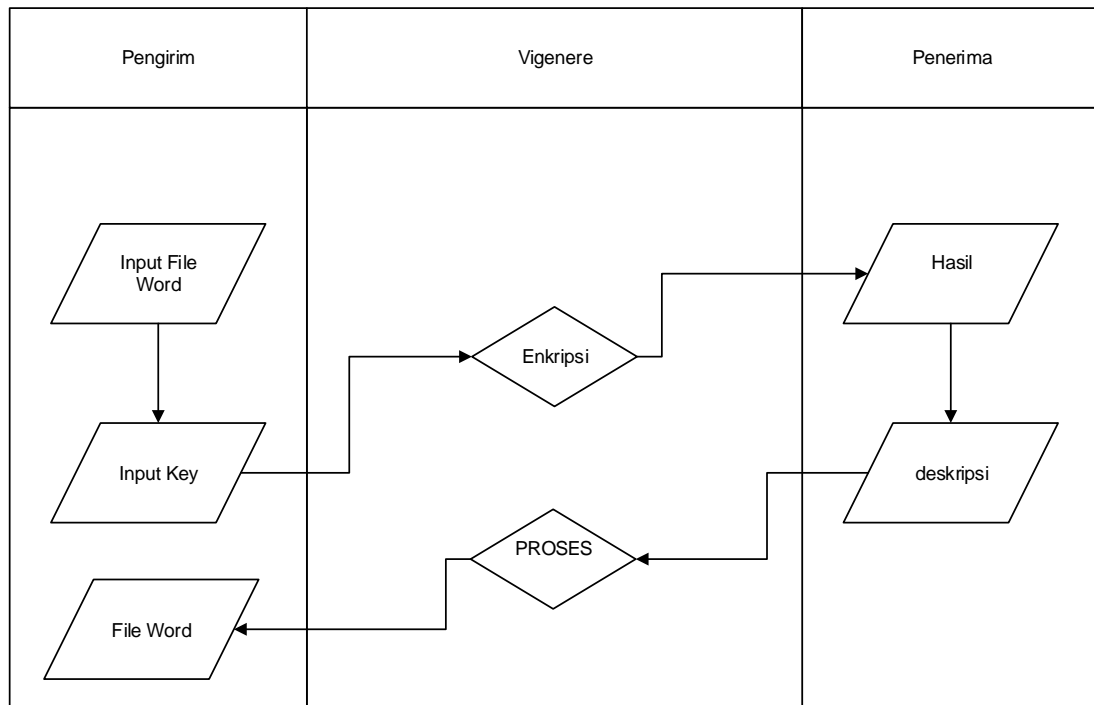 Pengirim
Vigenere
Penerima
Input File
Word
Hasil
Enkripsi
Input Key
deskripsi
PROSES
File Word